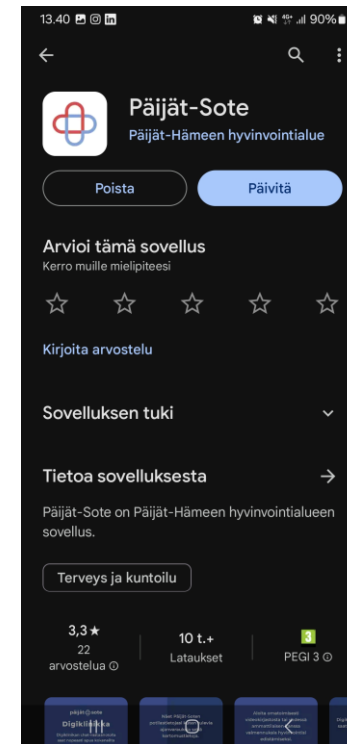 13.40
4G+ 90%
Päijät-Sote
Päijät-Hämeen hyvinvointialue
Poista
Päivitä
Arvioi tämä sovellus
Kerro muille mielipiteesi
Kirjoita arvostelu
Sovelluksen tuki
Tietoa sovelluksesta
Päijät-Sote on Päijät-Hämeen hyvinvointialueen
sovellus.
Terveys ja kuntoilu
3,3★
22
arvostelua
10 t.+
Lataukset
3
PEGI 3
päijät sote
Digiklinikka